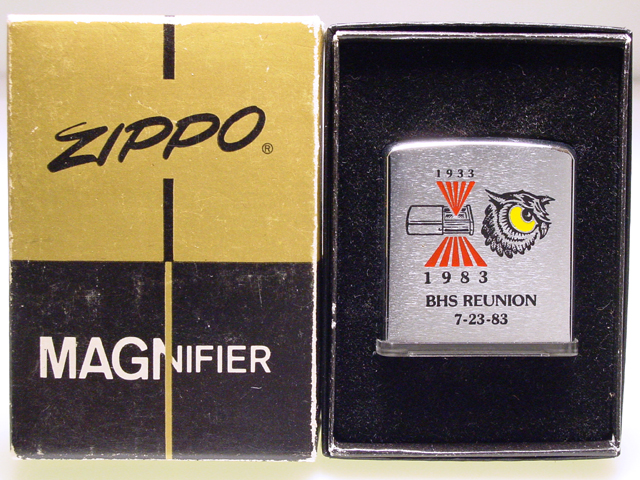 ZIPPO®
MAGNIFIER
1933
1983
BHS REUNION
7-23-83